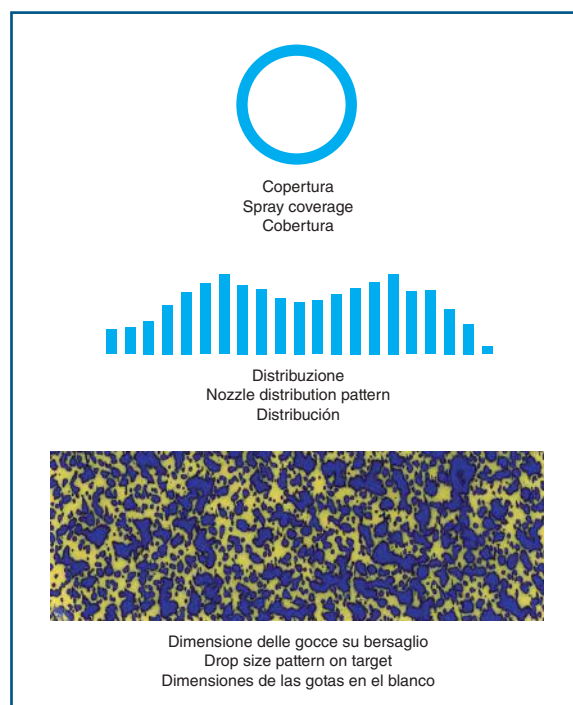 Copertura
Spray coverage
Cobertura
Distribuzione
Nozzle distribution pattern
Distribución
Dimensione delle gocce su bersaglio
Drop size pattern on target
Dimensiones de las gotas en el blanco